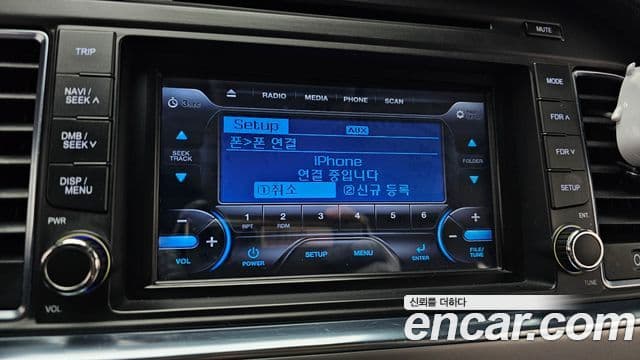 MUTE
TRIP
NAVI/
SEEK ∧
DMB/
SEEK ∨
DISP/
MENU
PWR
VOL
RADIO MEDIA PHONE SCAN
Setup AUX
폰>폰 연결
IPhone
연결 중입니다
①취소 ②신규 등록
SEEK
TRACK
FOLDER
1 2 3 4 5 6
RPT RDM
− +
VOL
POWER
SETUP
MENU
ENTER
− +
FILE/
TUNE
MODE
FDR ∧
FDR ∨
SETUP
ENT.
TUNE
신뢰를 더하다
encar.com